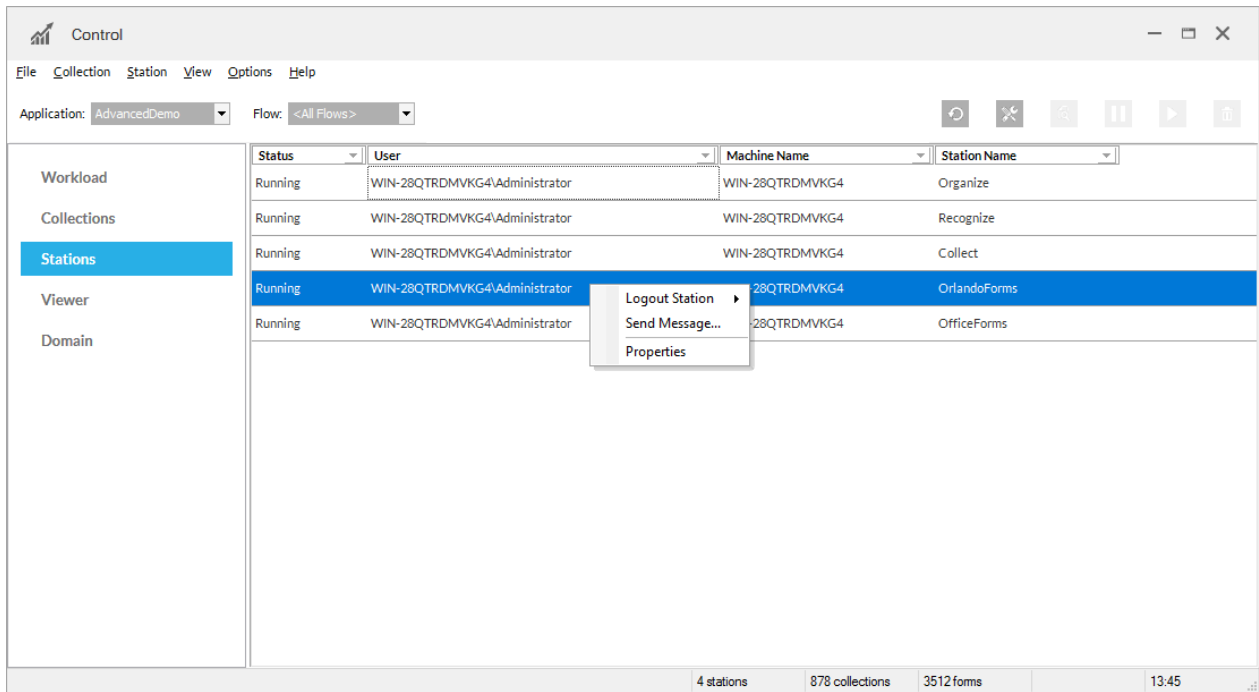 Control
File Collection Station View Options Help
Application: AdvancedDemo Flow: <All Flows>
Workload
Collections
Stations
Viewer
Domain
Status User Machine Name Station Name
Running WIN-28QTRDMVKG4\Administrator WIN-28QTRDMVKG4 Organize
Running WIN-28QTRDMVKG4\Administrator WIN-28QTRDMVKG4 Recognize
Running WIN-28QTRDMVKG4\Administrator WIN-28QTRDMVKG4 Collect
Running WIN-28QTRDMVKG4\Administrator -28QTRDMVKG4 OrlandoForms
Running WIN-28QTRDMVKG4\Administrator -28QTRDMVKG4 OfficeForms
Logout Station
Send Message...
Properties
4 stations 878 collections 3512 forms 13:45